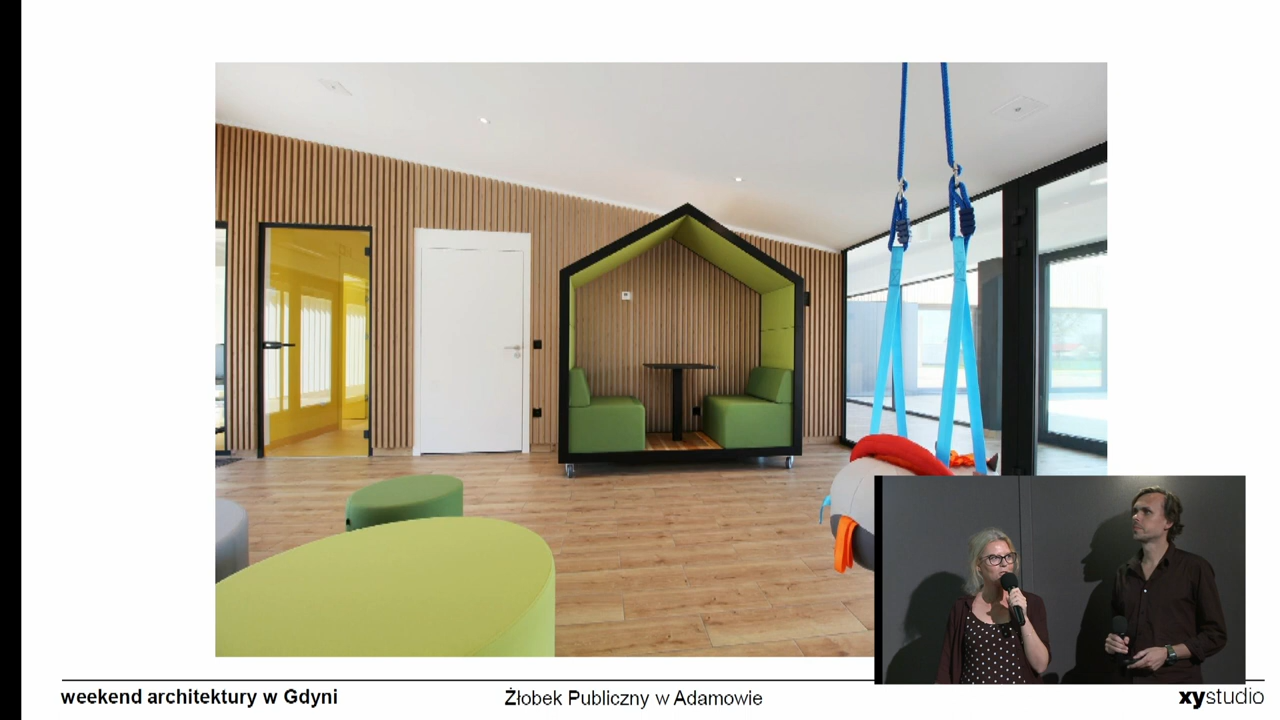 weekend architektury w Gdyni
Żłobek Publiczny w Adamowie
xystudio